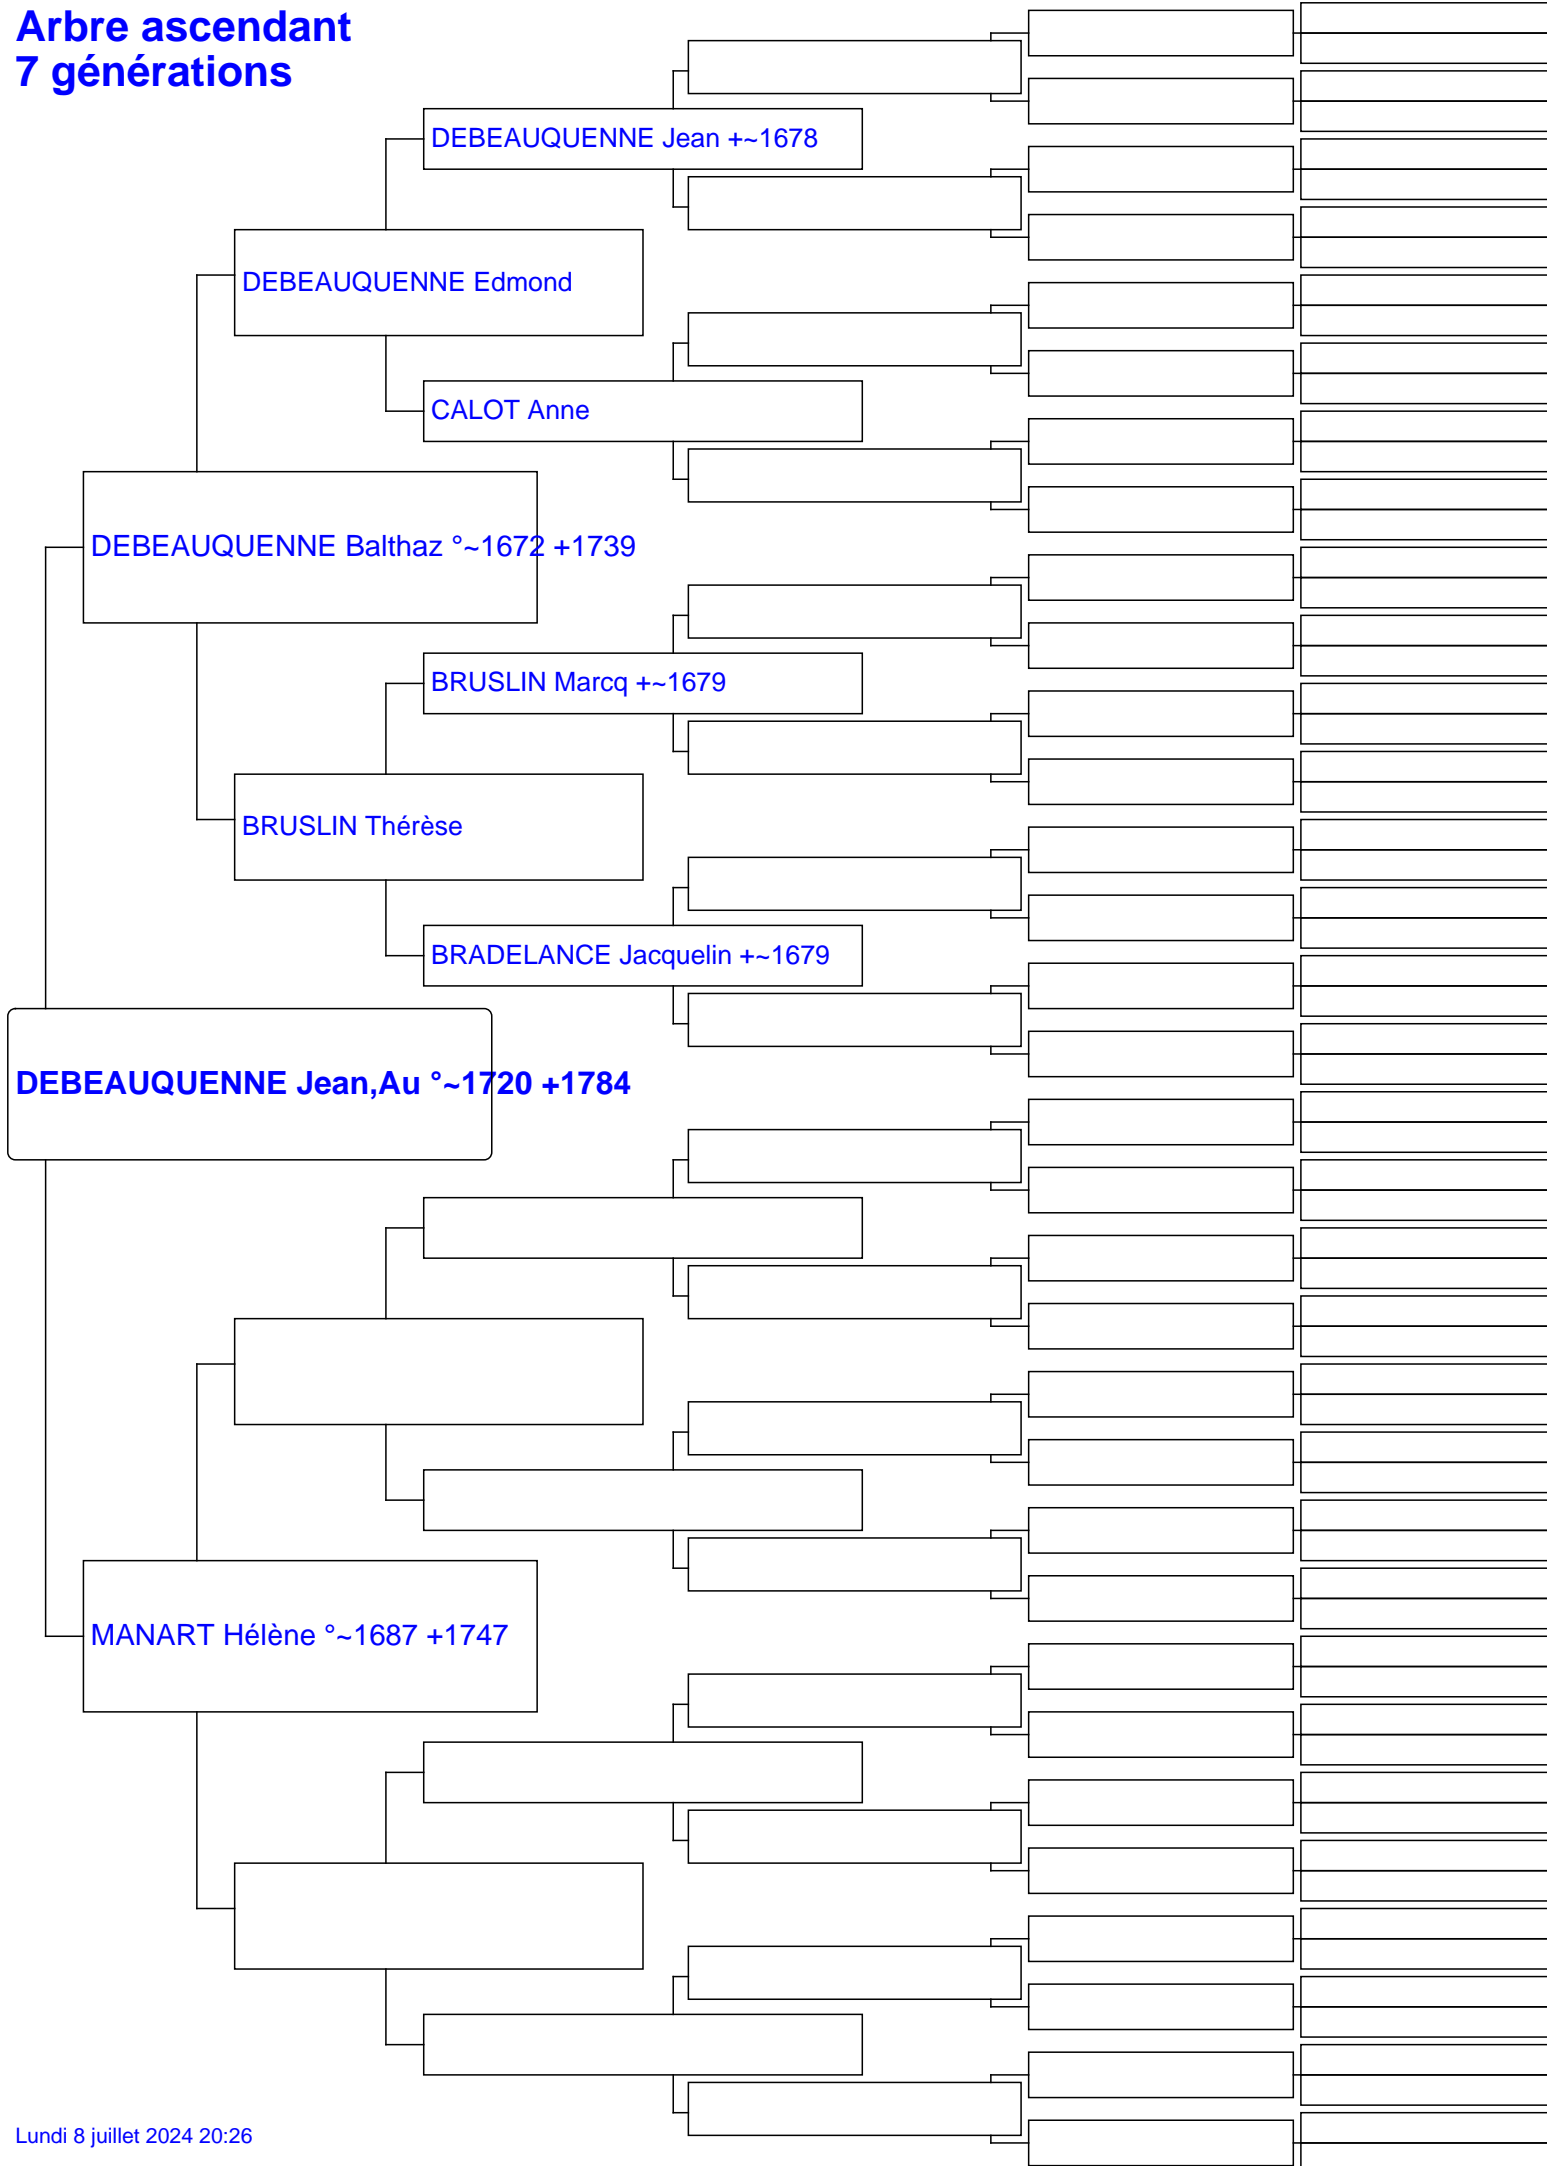 Arbre ascendant
7 générations
DEBEAUQUENNE Jean +~1678
DEBEAUQUENNE Edmond
CALOT Anne
DEBEAUQUENNE Balthaz °~1672 +1739
BRUSLIN Marcq +~1679
BRUSLIN Thérèse
BRADELANCE Jacquelin +~1679
DEBEAUQUENNE Jean,Au °~1720 +1784
MANART Hélène °~1687 +1747
Lundi 8 juillet 2024 20:26